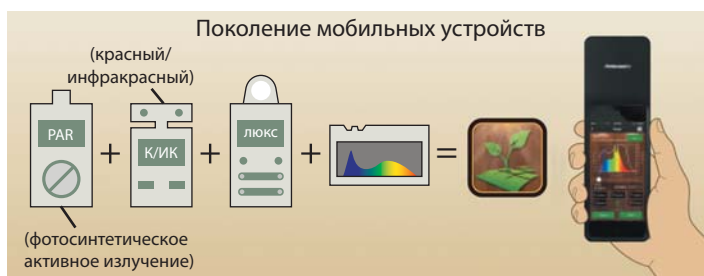 Поколение мобильных устройств
(красный/
инфракрасный)
PAR
К/ИК
люкс
(фотосинтетическое
активное излучение)